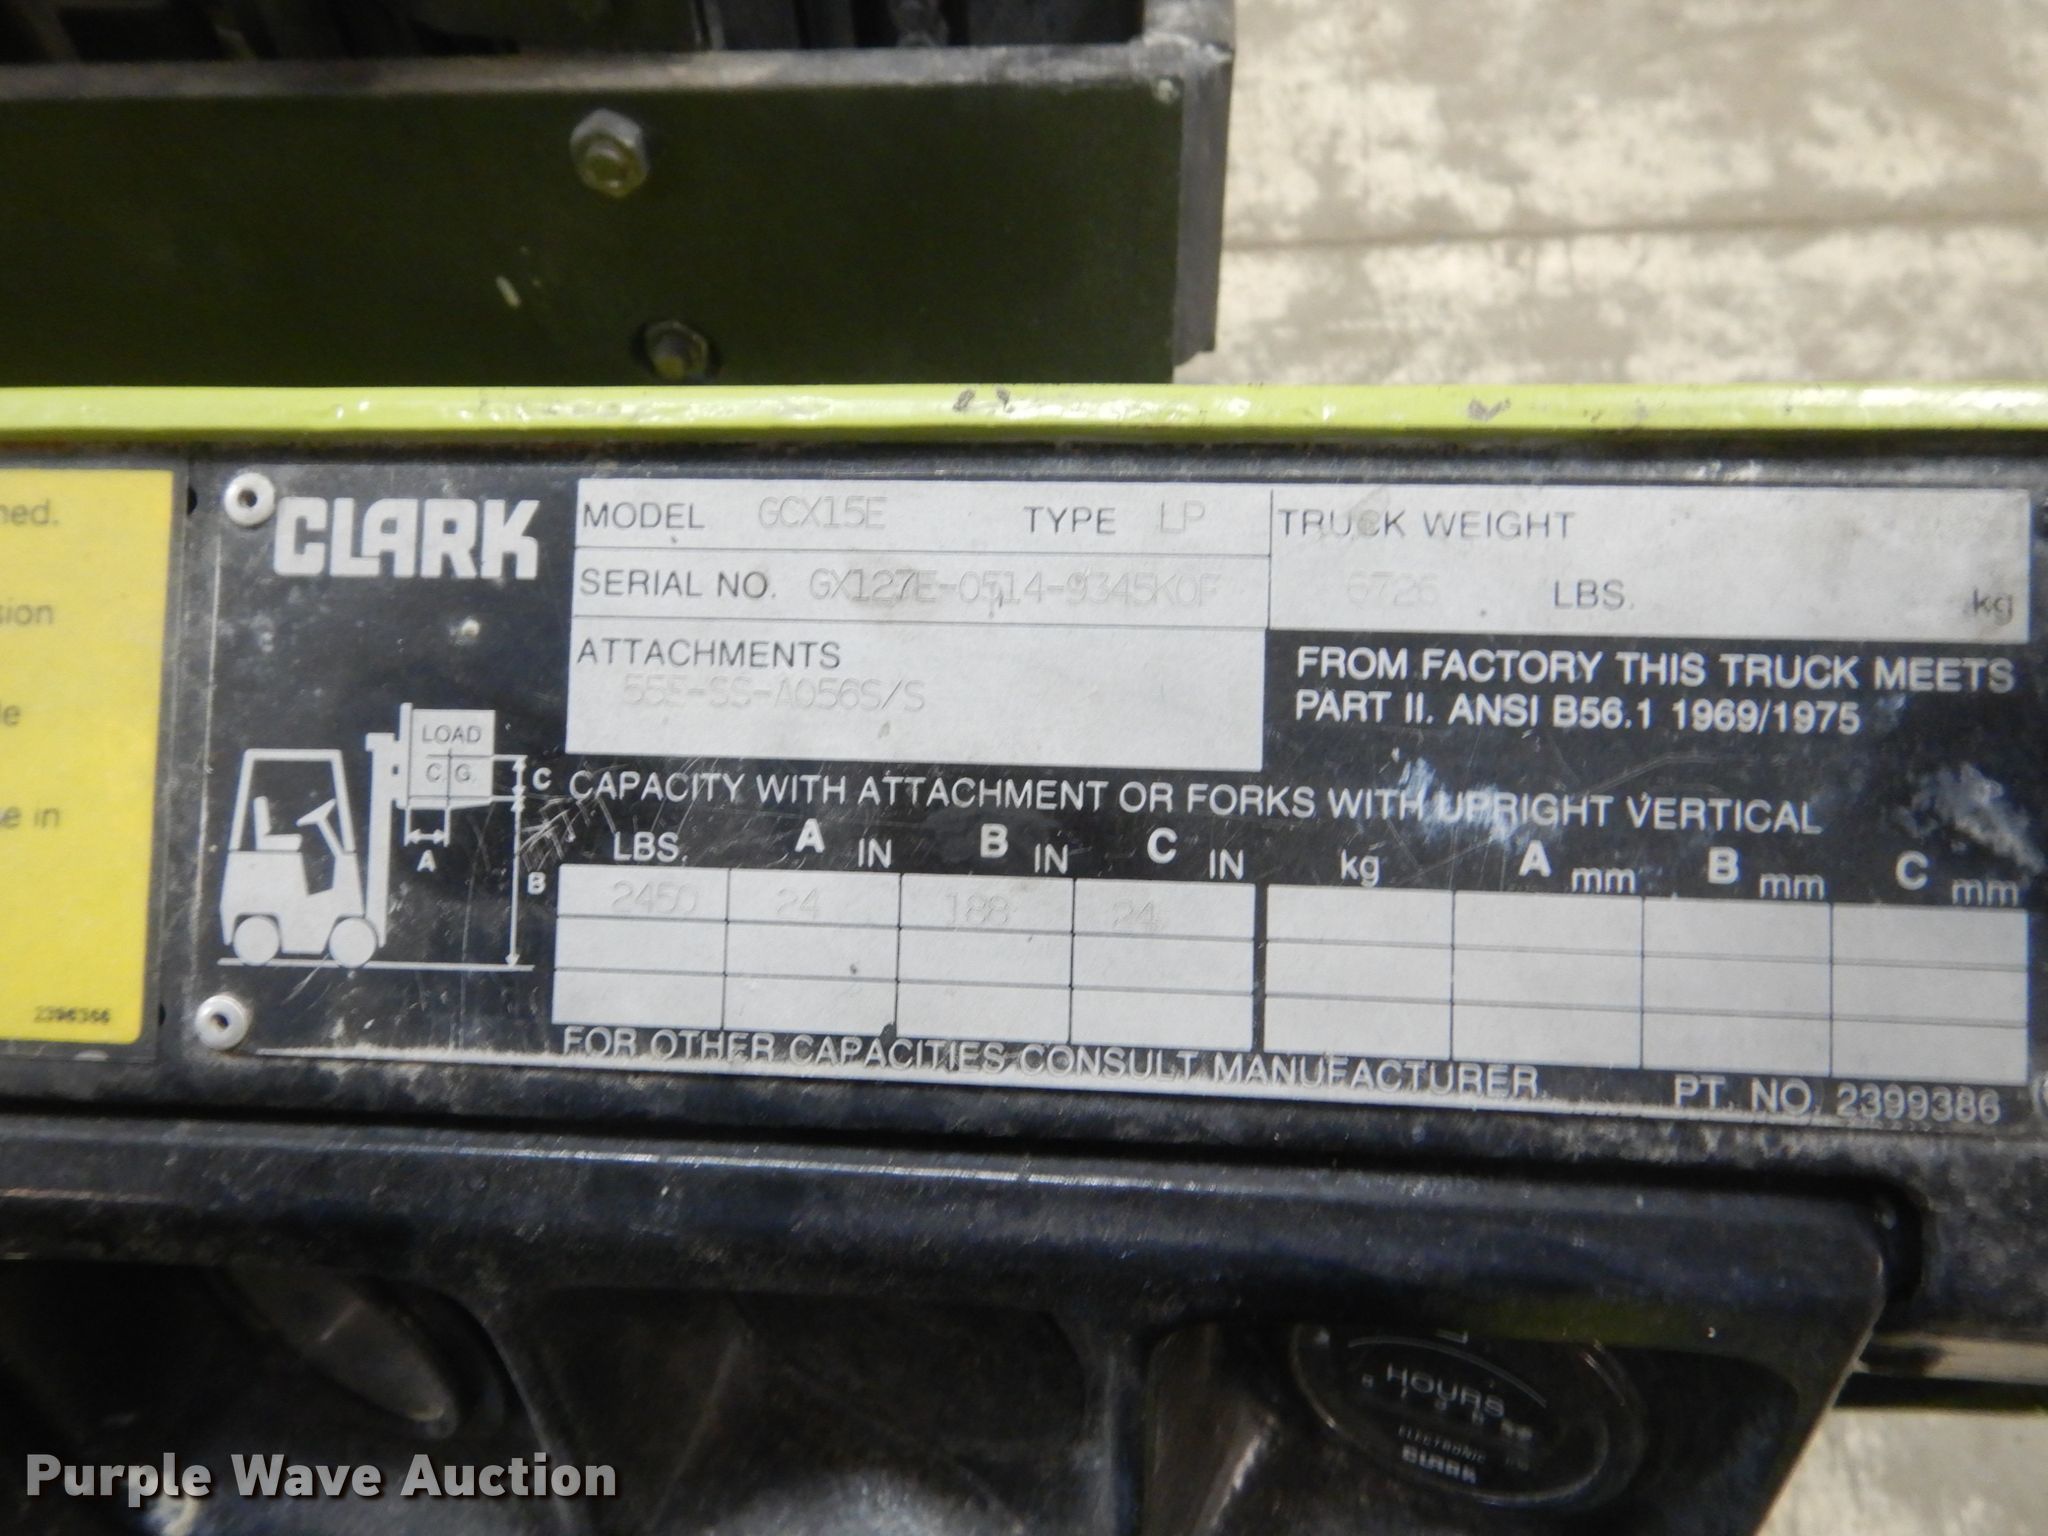 CLARK
MODEL GCX15E TYPE LP
TRUCK WEIGHT
SERIAL NO. GX127E-0514-9345KOF
6726 LBS. kg
ATTACHMENTS
55E-SS-A056S/S
FROM FACTORY THIS TRUCK MEETS
PART II. ANSI B56.1 1969/1975
LOAD
C.G.
C
A
B
CAPACITY WITH ATTACHMENT OR FORKS WITH UPRIGHT VERTICAL
LBS. A IN B IN C IN kg A mm B mm C mm
2450 24 188 24
FOR OTHER CAPACITIES CONSULT MANUFACTURER.
PT. NO. 2399386
ned.
sion
le
e in
2396366
HOURS
ELECTRONIC
CLARK
Purple Wave Auction